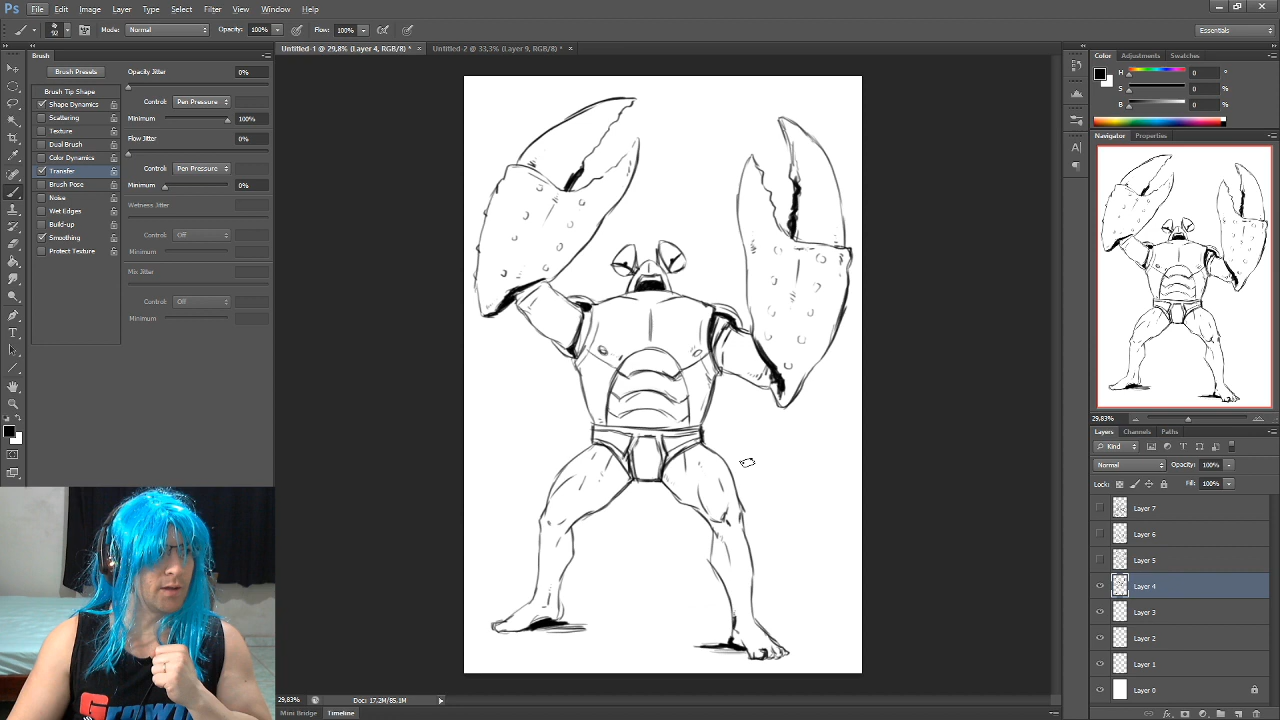 Ps File Edit Image Layer Type Select Filter View Window Help
92 Mode: Normal Opacity: 100% Flow: 100% Essentials
Untitled-1 @ 29,8% (Layer 4, RGB/8) * × Untitled-2 @ 33,3% (Layer 9, RGB/8) * ×
Brush
Brush Presets
Brush Tip Shape
Shape Dynamics
Scattering
Texture
Dual Brush
Color Dynamics
Transfer
Brush Pose
Noise
Wet Edges
Build-up
Smoothing
Protect Texture
Opacity Jitter 0%
Control: Pen Pressure
Minimum 100%
Flow Jitter 0%
Control: Pen Pressure
Minimum 0%
Wetness Jitter
Control: Off
Minimum
Mix Jitter
Control: Off
Minimum
Color Adjustments Swatches
H 0 °
S 0 %
B 0 %
Navigator Properties
29,83%
Layers Channels Paths
Kind
Normal Opacity: 100%
Lock: Fill: 100%
Layer 7
Layer 6
Layer 5
Layer 4
Layer 3
Layer 2
Layer 1
Layer 0
29,83% Doc: 17,2M/85,1M
Mini Bridge Timeline